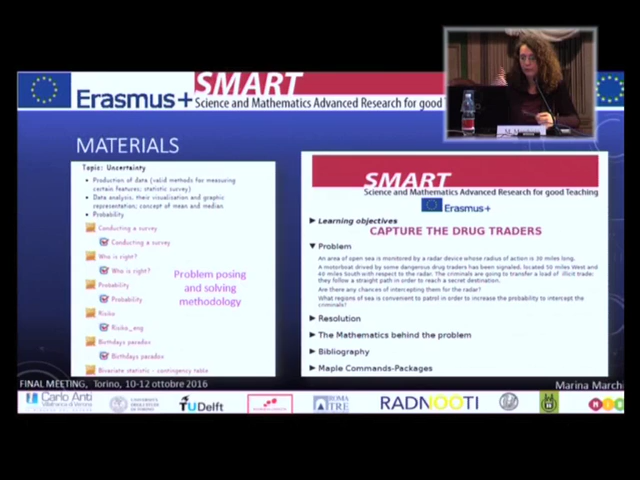 Erasmus+
SMART
Science and Mathematics Advanced Research for good
MATERIALS
Topic: Uncertainty
• Production of data (valid methods for measuring
certain features; statistic survey)
• Data analysis, their visualisation and graphic
representation; concept of mean and median
• Probability
Conducting a survey
Conducting a survey
Who is right?
Who is right?
Probability
Probability
Risiko
Risiko_eng
Birthdays paradox
Birthdays paradox
Bivariate statistic - contingency table
Problem posing
and solving
methodology
SMART
Science and Mathematics Advanced Research for good Teaching
Erasmus+
Learning objectives
CAPTURE THE DRUG TRADERS
Problem
An area of open sea is monitored by a radar device whose radius of action is 30 miles long.
A motorboat driven by some dangerous drug traders has been signaled, located 50 miles West and
40 miles South with respect to the radar. The criminals are going to transfer a load of illicit trade:
they follow a straight path in order to reach a secret destination.
Are there any chances of intercepting them for the radar?
What regions of sea is convenient to patrol in order to increase the probability to intercept the
criminals?
Resolution
The Mathematics behind the problem
Bibliography
Maple Commands-Packages
FINAL MEETING, Torino, 10-12 ottobre 2016
Marina Marchi
Carlo Anti
TUDelft
ROMA
TRE
RADNOOTI